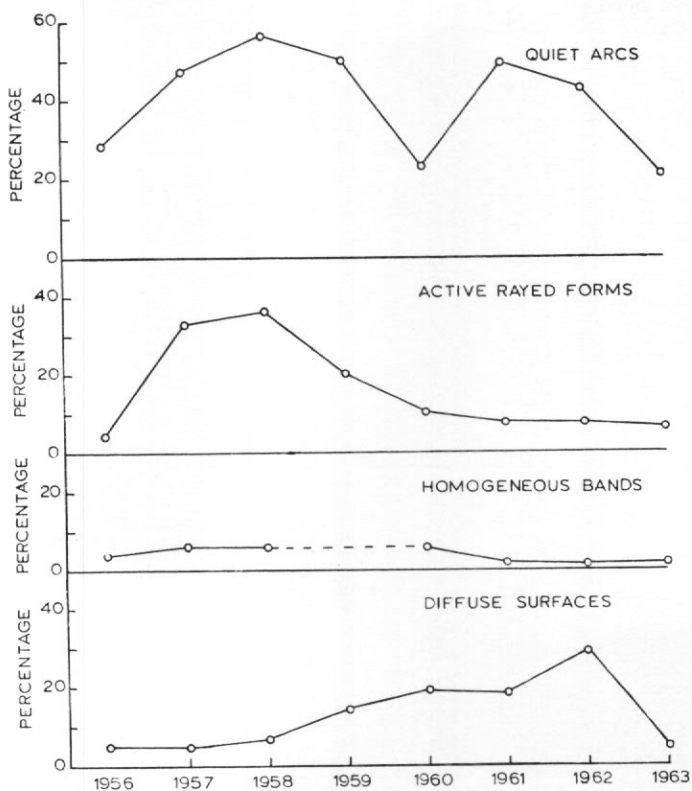 60
QUIET ARCS
40
20
0
PERCENTAGE
ACTIVE RAYED FORMS
40
20
0
PERCENTAGE
HOMOGENEOUS BANDS
20
0
PERCENTAGE
DIFFUSE SURFACES
40
20
0
PERCENTAGE
1956 1957 1958 1959 1960 1961 1962 1963